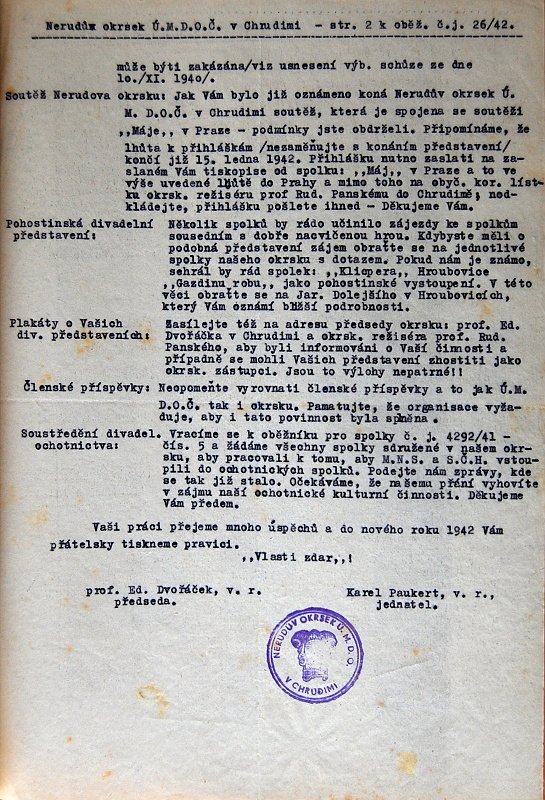 Nerudům okrsek Ú.M.D.O.Č. v Chrudimi - str. 2 k oběž. č.j. 26/42.
může býti zakázána/viz usnesení výb. schůze ze dne
10./XI. 1940/.
Soutěž Nerudova okrsku: Jak Vám bylo již oznámeno koná Nerudův okrsek Ú.
M. D.O.Č. v Chrudimi soutěž, která je spojena se soutěží
,,Máje,, v Praze - podmínky jste obdrželi. Připomínáme, že
lhůta k přihláškám /nezaměňujte s konáním představení/
končí již 15. ledna 1942. Přihlášku nutno zaslati na za-
slaném Vám tiskopise od spolku: ,,Máj,, v Praze a to ve
výše uvedené lhůtě do Prahy a mimo toho na obyč. kor. líst-
ku okrsk. režiséru prof Rud. Panskému do Chrudimě, neod-
kládejte, přihlášku pošlete ihned - Děkujeme Vám.
Pohostinská divadelní představení: Několik spolků by rádo učinilo zájezdy ke spolkům
sousedním s dobře nacvičenou hrou. Kdybyste měli o
podobná představení zájem obraťte se na jednotlivé
spolky našeho okrsku s dotazem. Pokud nám je známo,
sehrál by rád spolek: ,,Klicpera,, Hroubovice
,,Gazdinu robu,, jako pohostinské vystoupení. V této
věci obraťte se na Jar. Dolejšího v Hroubovicích,
který Vám oznámí bližší podrobnosti.
Plakáty o Vašich div. představeních: Zasílejte též na adresu předsedy okrsku: prof. Ed.
Dvořáčka v Chrudimi a okrsk. režiséra prof. Rud.
Panského, aby byli informováni o Vaší činnosti a
případně se mohli Vašich představení zhostiti jako
okrsk. zástupci. Jsou to výlohy nepatrné!!
Členské příspěvky: Neopomeňte vyrovnati členské příspěvky a to jak Ú.M.
D.O.Č. tak i okrsku. Pamatujte, že organisace vyža-
duje, aby i tato povinnost byla splněna.
Soustředění divadel. ochotnictva: Vracíme se k oběžníku pro spolky č. j. 4292/41 -
čís. 5 a žádáme všechny spolky sdružené v našem okr-
sku, aby pracovali k tomu, aby M.N.S. a S.Č.H. vstou-
pili do ochotnických spolků. Podejte nám zprávy, kde
se tak již stalo. Očekáváme, že našemu přání vyhovíte
v zájmu naší ochotnické kulturní činnosti. Děkujeme
Vám předem.
Vaší práci přejeme mnoho úspěchů a do nového roku 1942 Vám
přátelsky tiskneme pravici.
,,Vlasti zdar,,!
prof. Ed. Dvořáček, v. r.
předseda.
Karel Paukert, v. r.,
jednatel.
NERUDŮV OKRSEK Ú. M. D. O. Č.
V CHRUDIMI